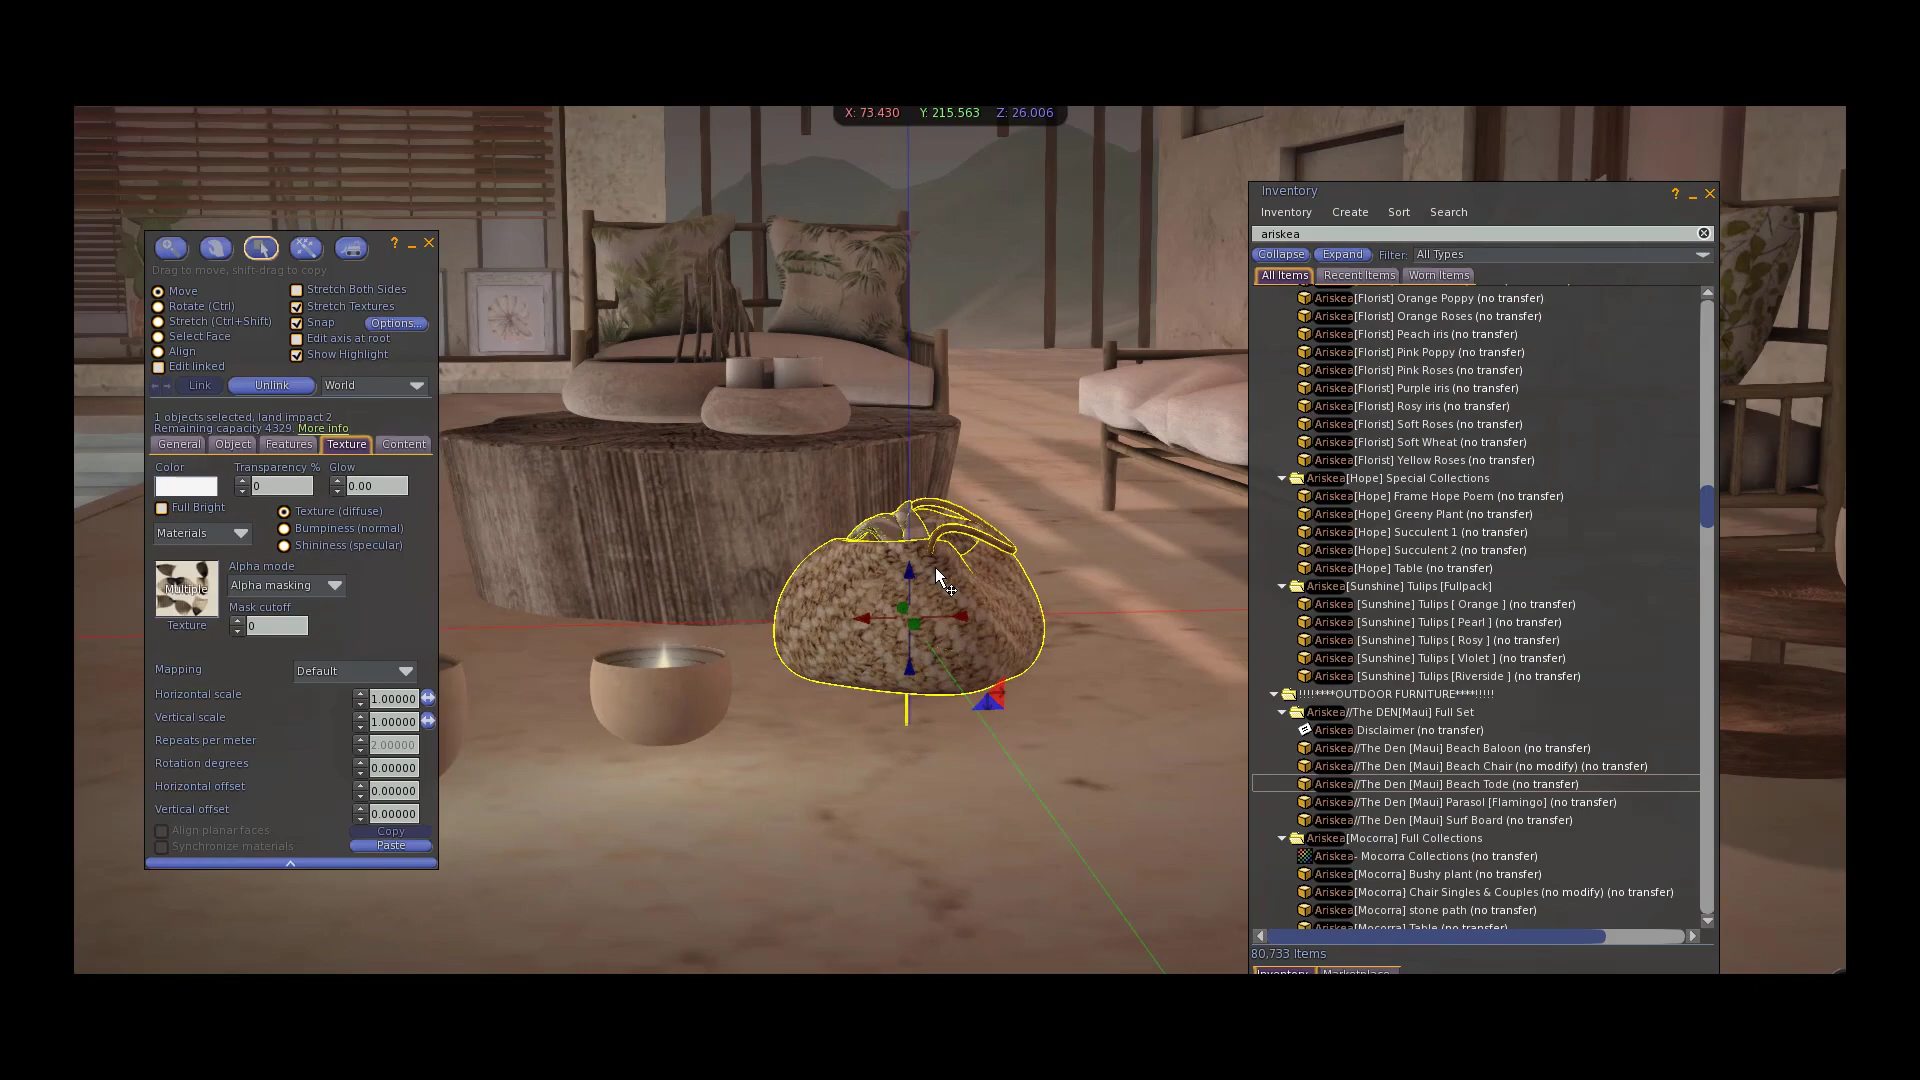 X: 73.430 Y: 215.563 Z: 26.006
Drag to move, shift-drag to copy
Move
Rotate (Ctrl)
Stretch (Ctrl+Shift)
Select Face
Align
Edit linked
Stretch Both Sides
Stretch Textures
Snap
Options...
Edit axis at root
Show Highlight
Link
Unlink
World
1 objects selected, land impact 2
Remaining capacity 4329. More info
General
Object
Features
Texture
Content
Color
Transparency %
Glow
0
0.00
Full Bright
Texture (diffuse)
Bumpiness (normal)
Shininess (specular)
Materials
Multiple
Texture
Alpha mode
Alpha masking
Mask cutoff
0
Mapping
Default
Horizontal scale
1.00000
Vertical scale
1.00000
Repeats per meter
2.00000
Rotation degrees
0.00000
Horizontal offset
0.00000
Vertical offset
0.00000
Align planar faces
Synchronize materials
Copy
Paste
Inventory
?
Inventory Create Sort Search
ariskea
Collapse
Expand
Filter: All Types
All Items
Recent Items
Worn Items
Ariskea[Florist] Orange Poppy (no transfer)
Ariskea[Florist] Orange Roses (no transfer)
Ariskea[Florist] Peach iris (no transfer)
Ariskea[Florist] Pink Poppy (no transfer)
Ariskea[Florist] Pink Roses (no transfer)
Ariskea[Florist] Purple iris (no transfer)
Ariskea[Florist] Rosy iris (no transfer)
Ariskea[Florist] Soft Roses (no transfer)
Ariskea[Florist] Soft Wheat (no transfer)
Ariskea[Florist] Yellow Roses (no transfer)
Ariskea[Hope] Special Collections
Ariskea[Hope] Frame Hope Poem (no transfer)
Ariskea[Hope] Greeny Plant (no transfer)
Ariskea[Hope] Succulent 1 (no transfer)
Ariskea[Hope] Succulent 2 (no transfer)
Ariskea[Hope] Table (no transfer)
Ariskea[Sunshine] Tulips [Fullpack]
Ariskea [Sunshine] Tulips [ Orange ] (no transfer)
Ariskea [Sunshine] Tulips [ Pearl ] (no transfer)
Ariskea [Sunshine] Tulips [ Rosy ] (no transfer)
Ariskea [Sunshine] Tulips [ VIolet ] (no transfer)
Ariskea [Sunshine] Tulips [Riverside ] (no transfer)
!!!!****OUTDOOR FURNITURE****!!!!!
Ariskea//The DEN[Maui] Full Set
Ariskea Disclaimer (no transfer)
Ariskea//The Den [Maui] Beach Baloon (no transfer)
Ariskea//The Den [Maui] Beach Chair (no modify) (no transfer)
Ariskea//The Den [Maui] Beach Tode (no transfer)
Ariskea//The Den [Maui] Parasol [Flamingo] (no transfer)
Ariskea//The Den [Maui] Surf Board (no transfer)
Ariskea[Mocorra] Full Collections
Ariskea- Mocorra Collections (no transfer)
Ariskea[Mocorra] Bushy plant (no transfer)
Ariskea[Mocorra] Chair Singles & Couples (no modify) (no transfer)
Ariskea[Mocorra] stone path (no transfer)
Ariskea[Mocorra] Table (no transfer)
80,733 Items
Inventory
Marketplace